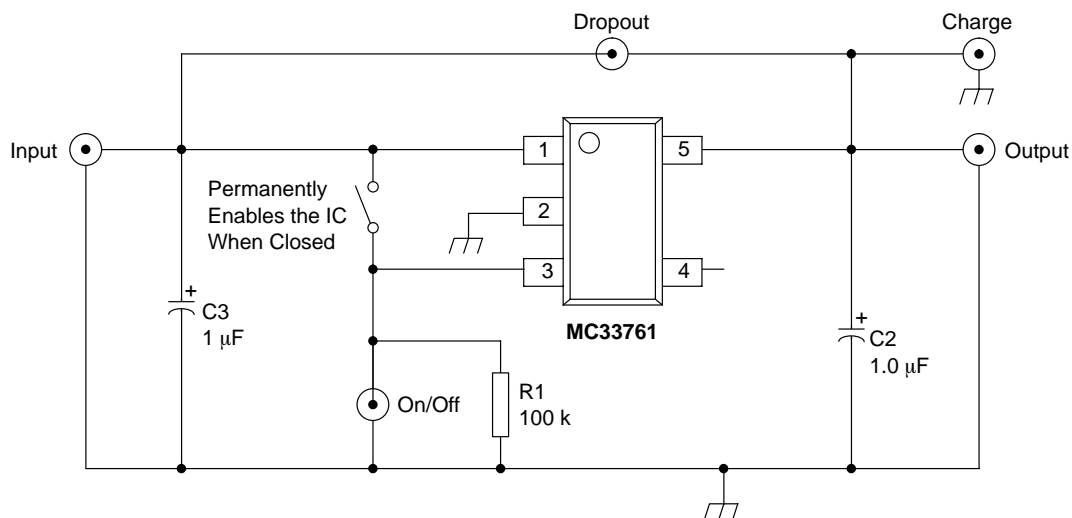 Dropout
Charge
Input
1
5
Output
Permanently
Enables the IC
When Closed
2
3
4
+
C3
1 μF
MC33761
+
C2
1.0 μF
On/Off
R1
100 k